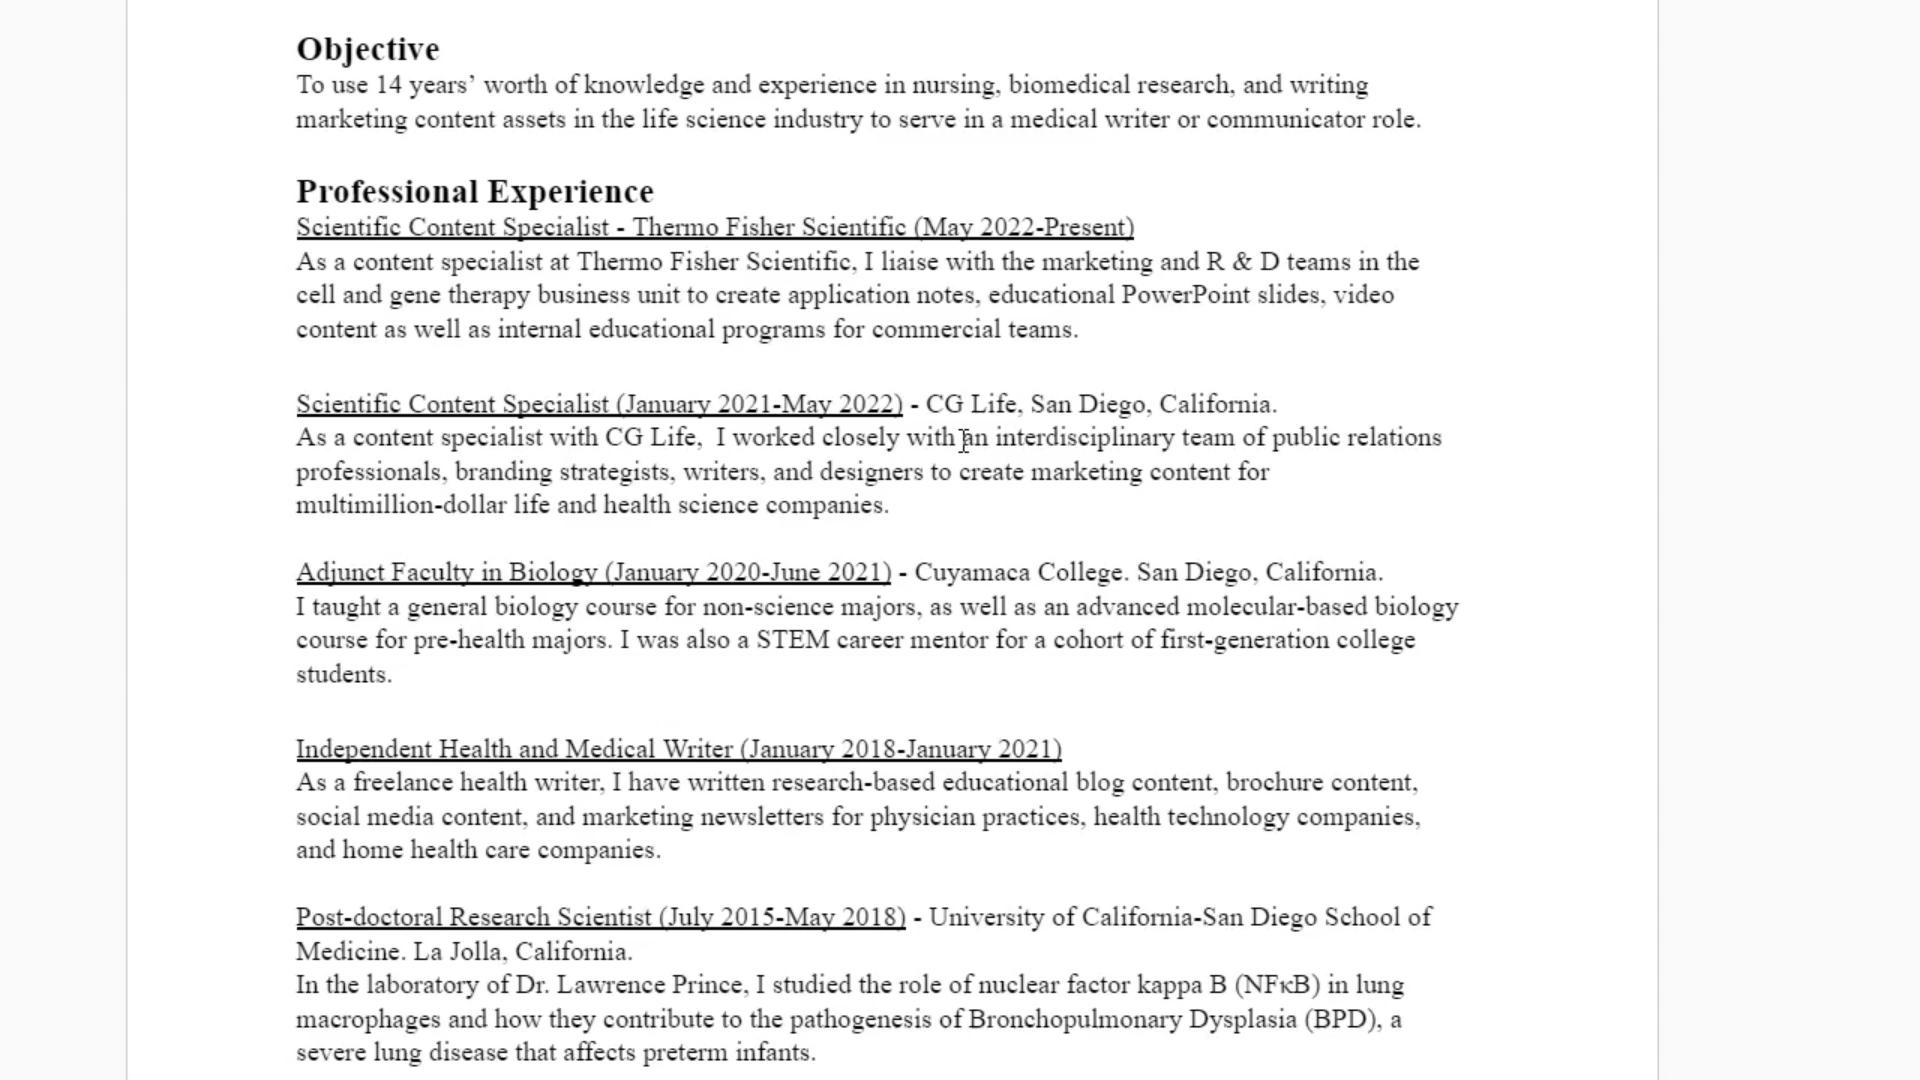 Objective
To use 14 years’ worth of knowledge and experience in nursing, biomedical research, and writing
marketing content assets in the life science industry to serve in a medical writer or communicator role.
Professional Experience
Scientific Content Specialist - Thermo Fisher Scientific (May 2022-Present)
As a content specialist at Thermo Fisher Scientific, I liaise with the marketing and R & D teams in the
cell and gene therapy business unit to create application notes, educational PowerPoint slides, video
content as well as internal educational programs for commercial teams.
Scientific Content Specialist (January 2021-May 2022) - CG Life, San Diego, California.
As a content specialist with CG Life,  I worked closely with an interdisciplinary team of public relations
professionals, branding strategists, writers, and designers to create marketing content for
multimillion-dollar life and health science companies.
Adjunct Faculty in Biology (January 2020-June 2021) - Cuyamaca College. San Diego, California.
I taught a general biology course for non-science majors, as well as an advanced molecular-based biology
course for pre-health majors. I was also a STEM career mentor for a cohort of first-generation college
students.
Independent Health and Medical Writer (January 2018-January 2021)
As a freelance health writer, I have written research-based educational blog content, brochure content,
social media content, and marketing newsletters for physician practices, health technology companies,
and home health care companies.
Post-doctoral Research Scientist (July 2015-May 2018) - University of California-San Diego School of
Medicine. La Jolla, California.
In the laboratory of Dr. Lawrence Prince, I studied the role of nuclear factor kappa B (NFκB) in lung
macrophages and how they contribute to the pathogenesis of Bronchopulmonary Dysplasia (BPD), a
severe lung disease that affects preterm infants.